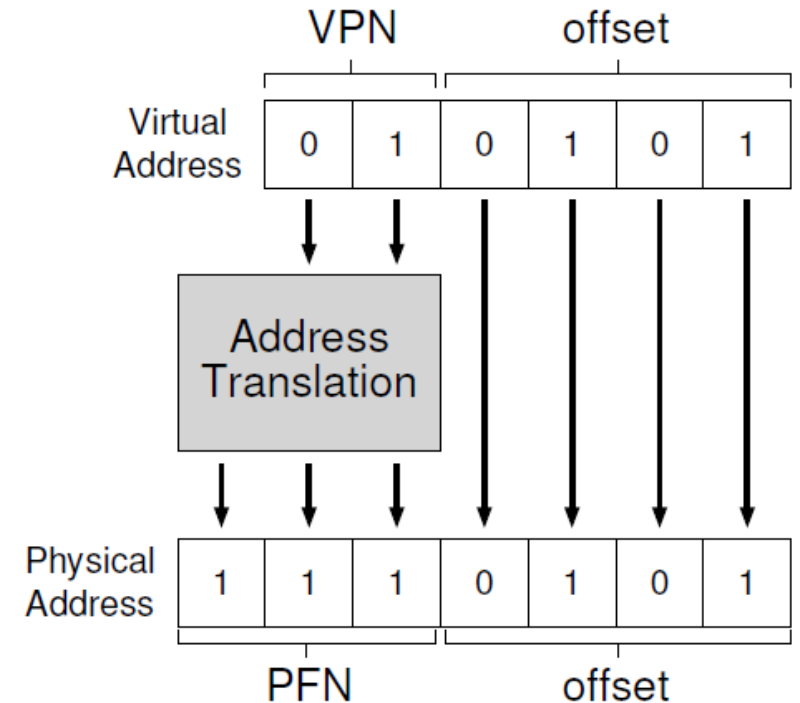 VPN offset
Virtual
Address
0 1 0 1 0 1
Address
Translation
Physical
Address
1 1 1 0 1 0 1
PFN offset